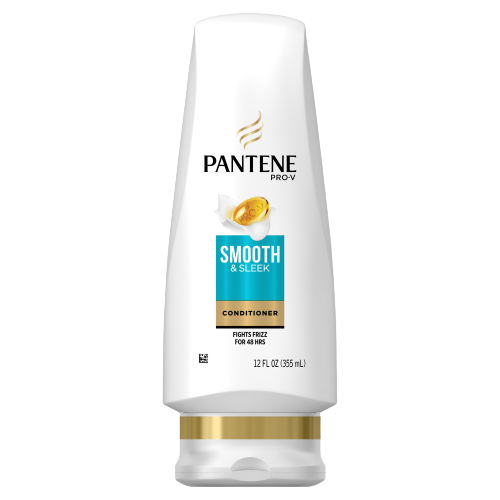 PANTENE
PRO-V
SMOOTH
& SLEEK
CONDITIONER
FIGHTS FRIZZ
FOR 48 HRS
12 FL OZ (355 mL)